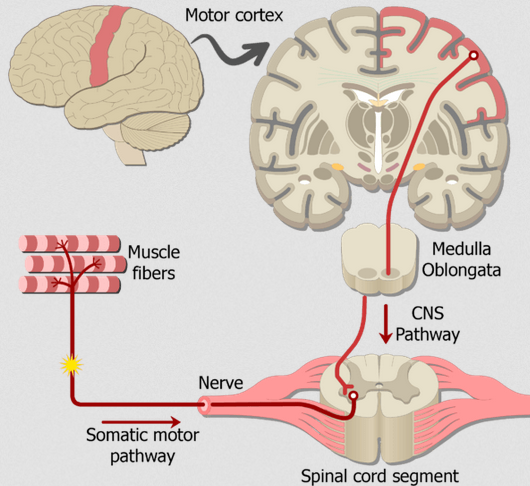 Motor cortex
Muscle
fibers
Medulla
Oblongata
CNS
Pathway
Nerve
Somatic motor
pathway
Spinal cord segment